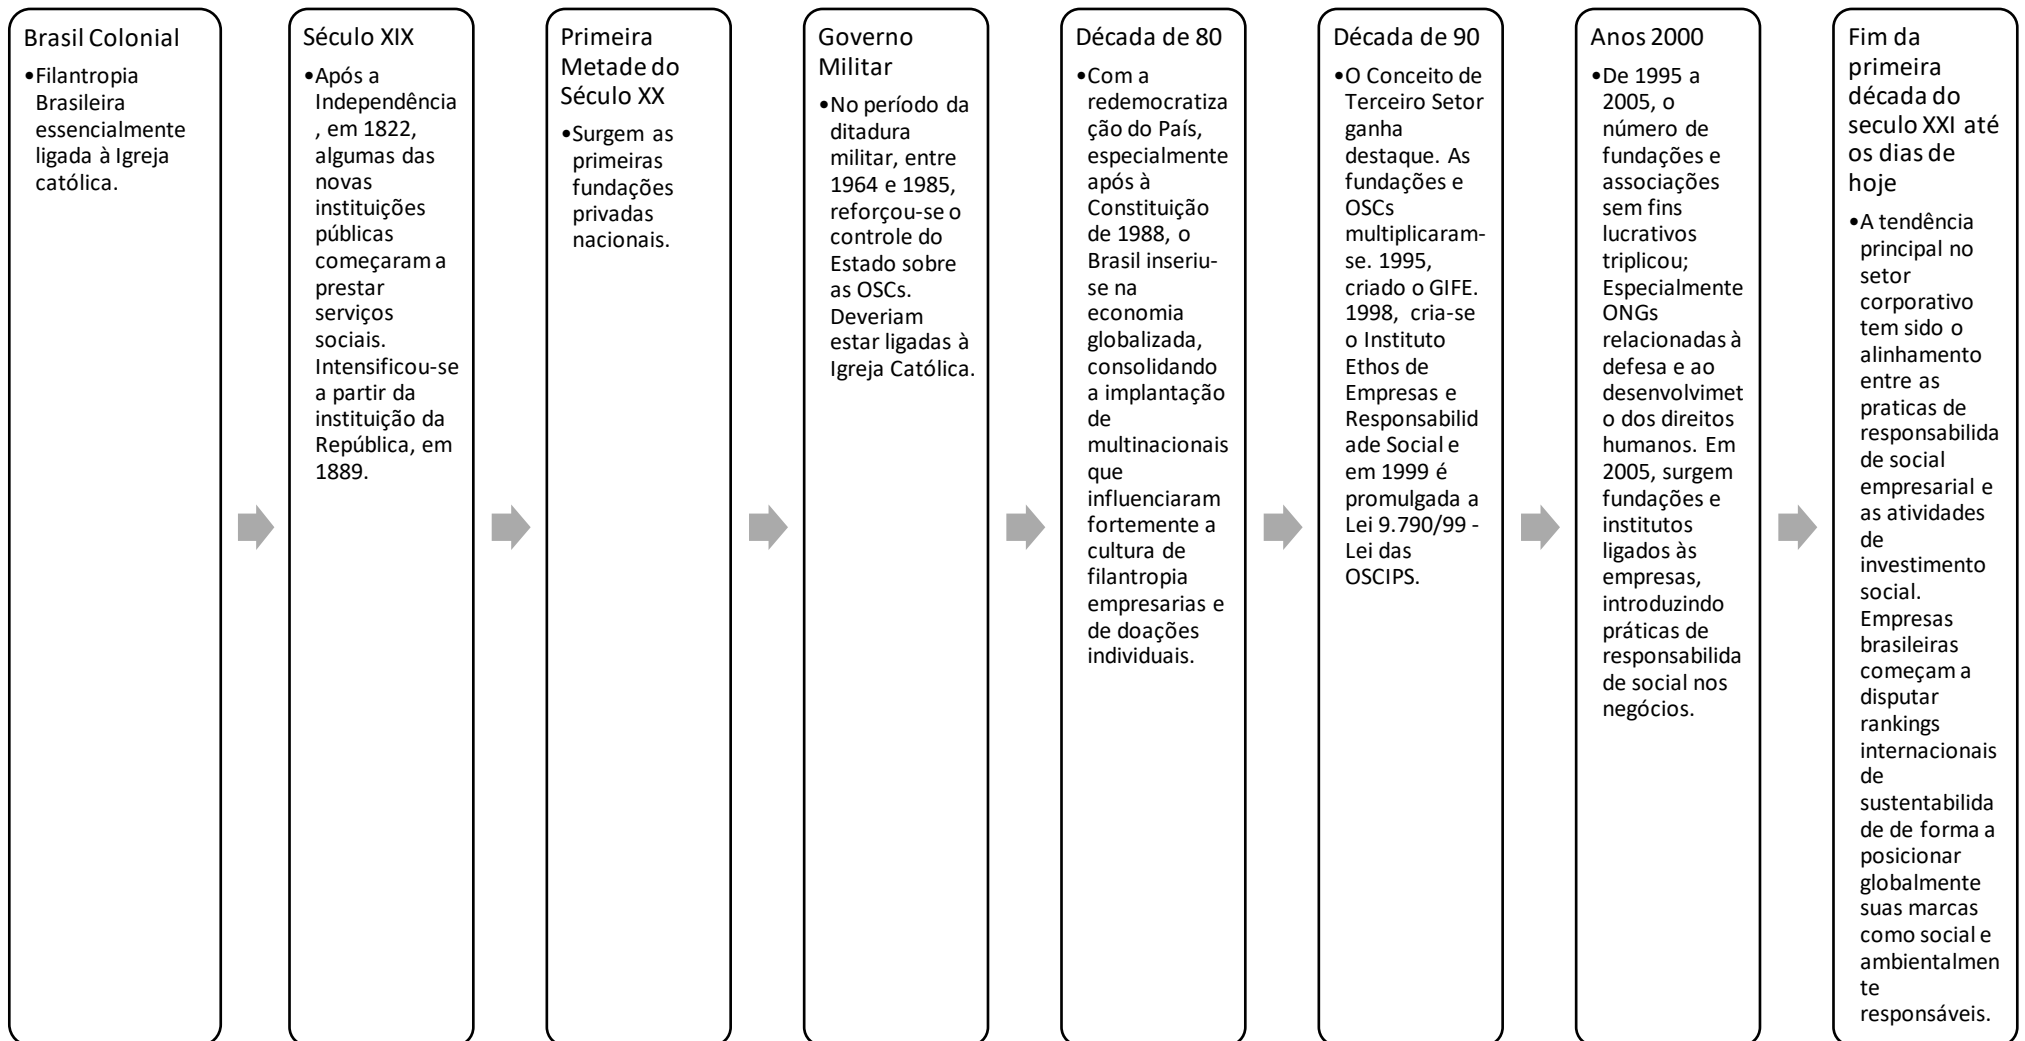 Brasil Colonial
•Filantropia
Brasileira
essencialmente
ligada à Igreja
católica.
Século XIX
•Após a
Independência
, em 1822,
algumas das
novas
instituições
públicas
começaram a
prestar
serviços
sociais.
Intensificou-se
a partir da
instituição da
República, em
1889.
Primeira
Metade do
Século XX
•Surgem as
primeiras
fundações
privadas
nacionais.
Governo
Militar
•No período da
ditadura
militar, entre
1964 e 1985,
reforçou-se o
controle do
Estado sobre
as OSCs.
Deveriam
estar ligadas à
Igreja Católica.
Década de 80
•Com a
redemocratiza
ção do País,
especialmente
após à
Constituição
de 1988, o
Brasil inseriu-
se na
economia
globalizada,
consolidando
a implantação
de
multinacionais
que
influenciaram
fortemente a
cultura de
filantropia
empresarias e
de doações
individuais.
Década de 90
•O Conceito de
Terceiro Setor
ganha
destaque. As
fundações e
OSCs
multiplicaram-
se. 1995,
criado o GIFE.
1998, cria-se
o Instituto
Ethos de
Empresas e
Responsabilid
ade Social e
em 1999 é
promulgada a
Lei 9.790/99 -
Lei das
OSCIPS.
Anos 2000
•De 1995 a
2005, o
número de
fundações e
associações
sem fins
lucrativos
triplicou;
Especialmente
ONGs
relacionadas à
defesa e ao
desenvolvimet
o dos direitos
humanos. Em
2005, surgem
fundações e
institutos
ligados às
empresas,
introduzindo
práticas de
responsabilida
de social nos
negócios.
Fim da
primeira
década do
seculo XXI até
os dias de
hoje
•A tendência
principal no
setor
corporativo
tem sido o
alinhamento
entre as
praticas de
responsabilida
de social
empresarial e
as atividades
de
investimento
social.
Empresas
brasileiras
começam a
disputar
rankings
internacionais
de
sustentabilida
de de forma a
posicionar
globalmente
suas marcas
como social e
ambientalmen
te
responsáveis.